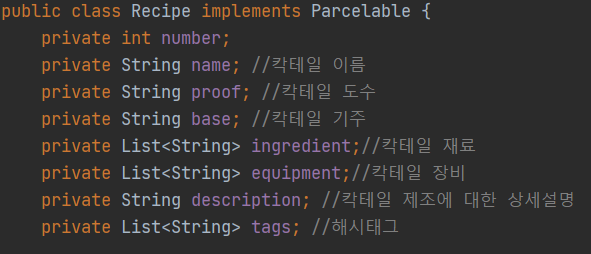 public class Recipe implements Parcelable {
    private int number;
    private String name; //칵테일 이름
    private String proof; //칵테일 도수
    private String base; //칵테일 기주
    private List<String> ingredient;//칵테일 재료
    private List<String> equipment;//칵테일 장비
    private String description; //칵테일 제조에 대한 상세설명
    private List<String> tags; //해시태그